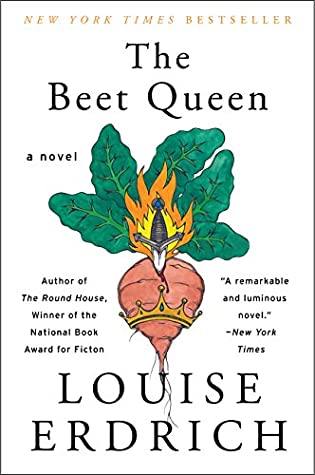 NEW YORK TIMES BESTSELLER
The
Beet Queen
a novel
Author of
The Round House,
Winner of the
National Book
Award for Ficton
"A remarkable
and luminous
novel."
—New York
Times
LOUISE
ERDRICH